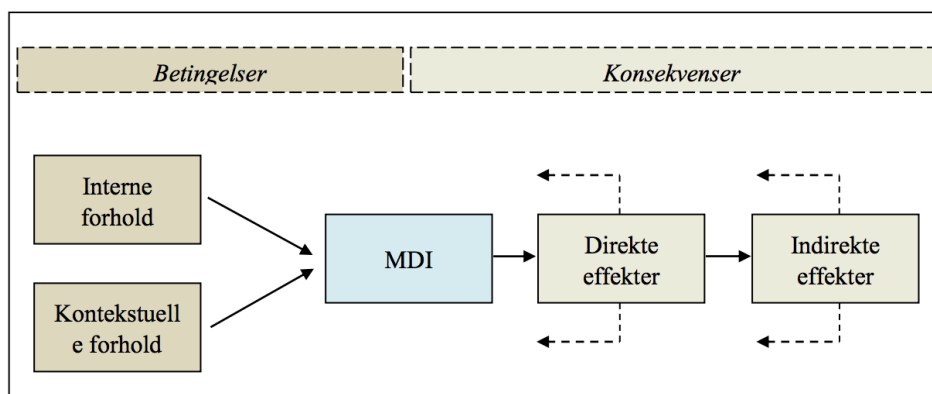 Betingelser
Konsekvenser
Interne
forhold
Kontekstuell
e forhold
MDI
Direkte
effekter
Indirekte
effekter